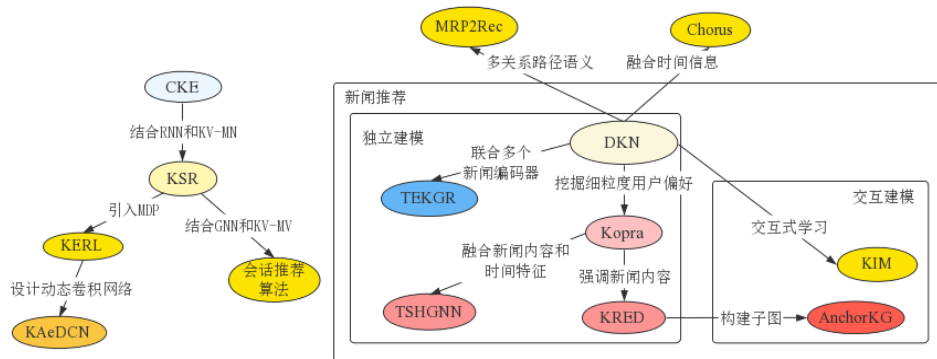 MRP2Rec
Chorus
多关系路径语义
融合时间信息
CKE
结合RNN和KV-MN
KSR
引入MDP
结合GNN和KV-MV
KERL
会话推荐
算法
设计动态卷积网络
KAeDCN
新闻推荐
独立建模
DKN
联合多个
新闻编码器
挖掘细粒度用户偏好
TEKGR
Kopra
融合新闻内容和
时间特征
强调新闻内容
TSHGNN
KRED
交互建模
交互式学习
KIM
构建子图
AnchorKG